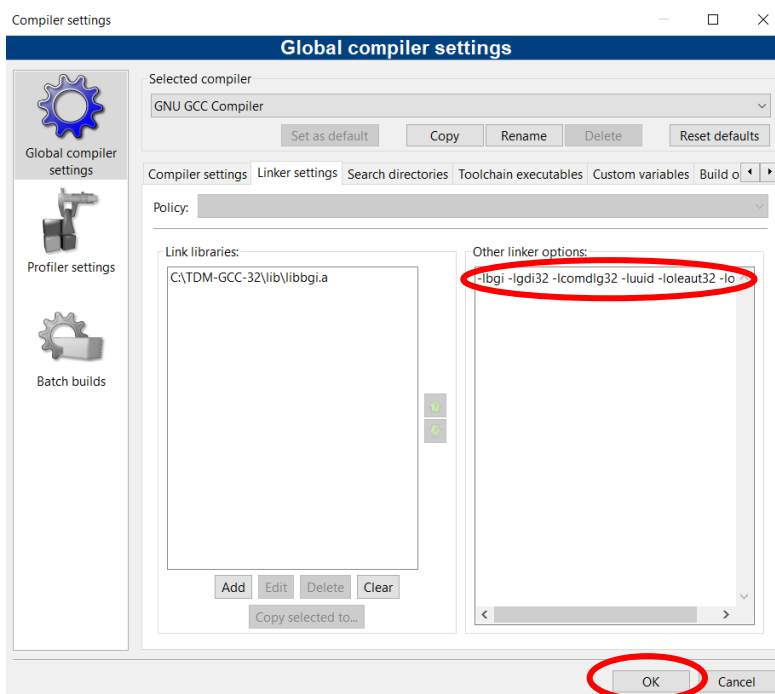 Compiler settings
Global compiler settings
Global compiler
settings
Profiler settings
Batch builds
Selected compiler
GNU GCC Compiler
Set as default Copy Rename Delete Reset defaults
Compiler settings Linker settings Search directories Toolchain executables Custom variables Build o
Policy:
Link libraries:
C:\TDM-GCC-32\lib\libbgi.a
Add Edit Delete Clear
Copy selected to...
Other linker options:
-lbgi -lgdi32 -lcomdlg32 -luuid -loleaut32 -lo
OK Cancel